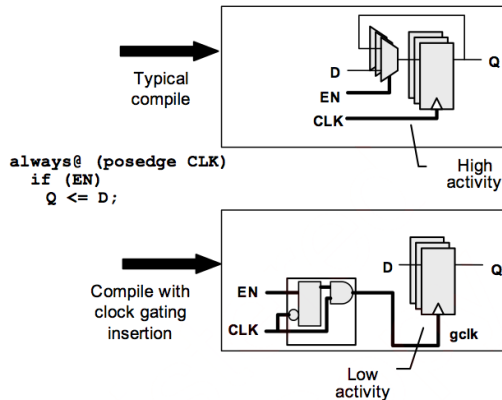 Typical
compile
D
EN
CLK
Q
High
activity
always@ (posedge CLK)
if (EN)
Q <= D;
Compile with
clock gating
insertion
EN
CLK
D
Q
gclk
Low
activity